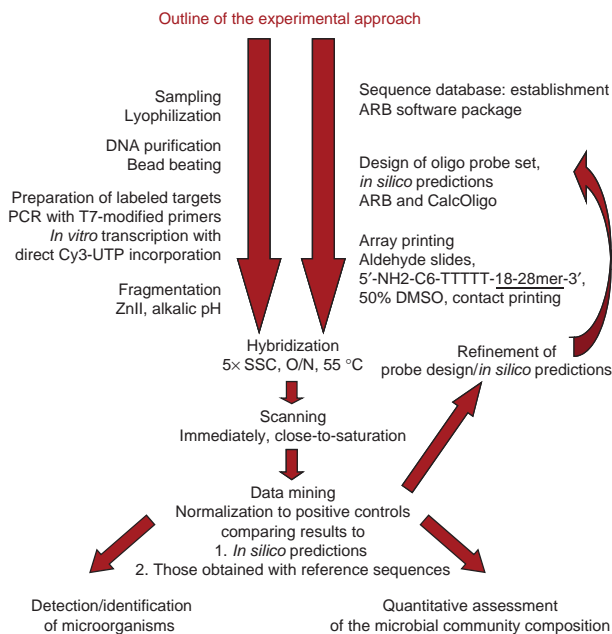 Outline of the experimental approach
Sampling
Lyophilization
DNA purification
Bead beating
Preparation of labeled targets
PCR with T7-modified primers
In vitro transcription with
direct Cy3-UTP incorporation
Fragmentation
ZnII, alkalic pH
Sequence database: establishment
ARB software package
Design of oligo probe set,
in silico predictions
ARB and CalcOligo
Array printing
Aldehyde slides,
5′-NH2-C6-TTTTT-18-28mer-3′,
50% DMSO, contact printing
Hybridization
5× SSC, O/N, 55 °C
Refinement of
probe design/in silico predictions
Scanning
Immediately, close-to-saturation
Data mining
Normalization to positive controls
comparing results to
1. In silico predictions
2. Those obtained with reference sequences
Detection/identification
of microorganisms
Quantitative assessment
of the microbial community composition